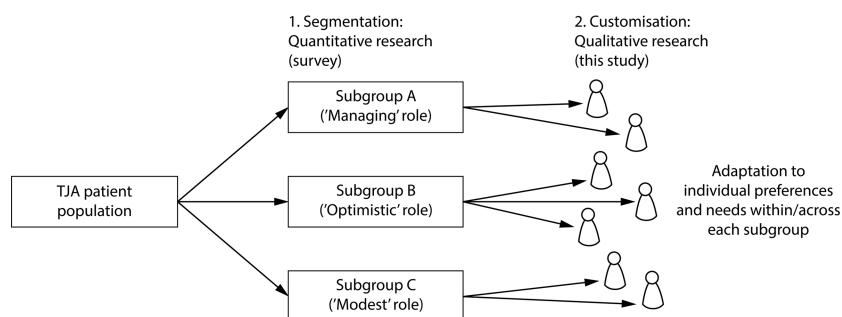 1. Segmentation:
Quantitative research
(survey)
2. Customisation:
Qualitative research
(this study)
Subgroup A
('Managing' role)
TJA patient
population
Subgroup B
('Optimistic' role)
Adaptation to
individual preferences
and needs within/across
each subgroup
Subgroup C
('Modest' role)